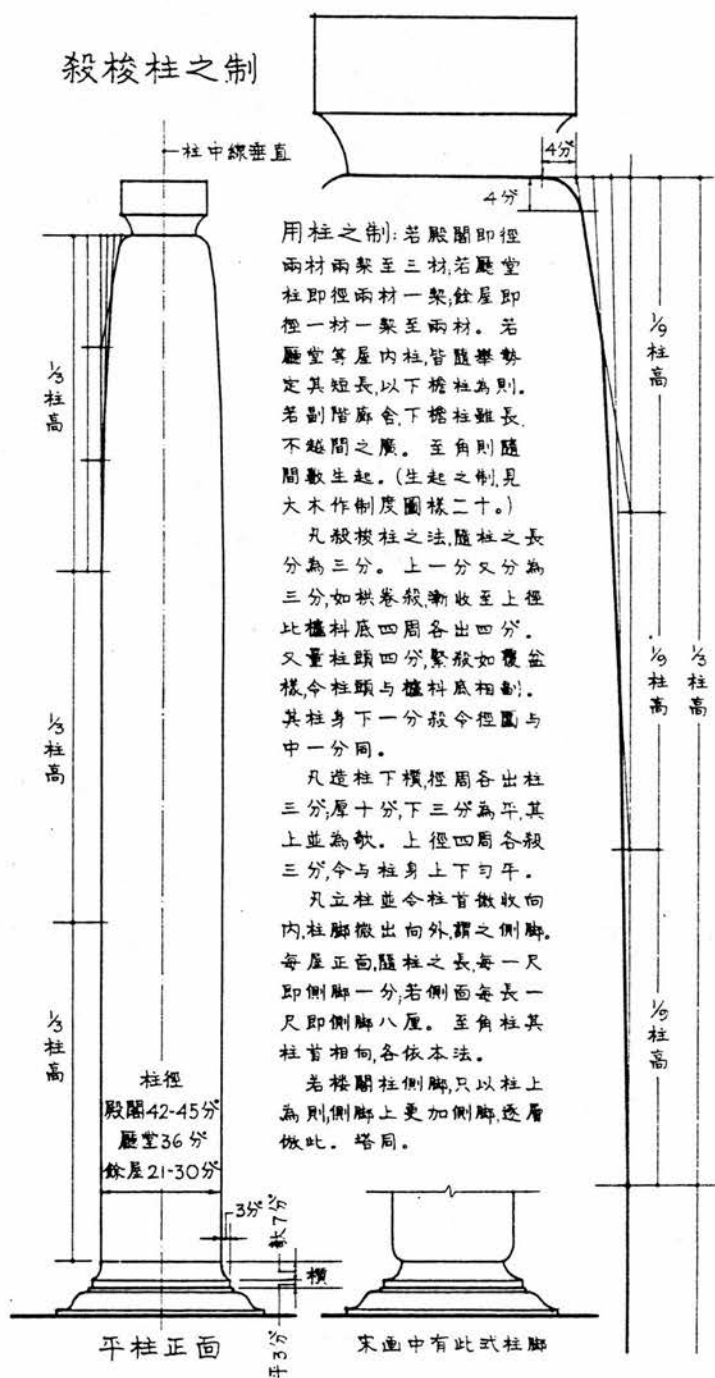 殺梭柱之制
柱中線垂直
4分°
4分°
用柱之制:若殿閣即徑
兩材兩栔至三材,若廳堂
柱即徑兩材一栔,餘屋即
徑一材一栔至兩材。若
廳堂等屋内柱,皆隨舉勢
定其短長,以下檐柱為則。
若副階廊舍,下檐柱雖長,
不越間之廣。至角則隨
間數生起。(生起之制,見
大木作制度圖樣二十。)
凡殺梭柱之法,隨柱之長
分為三分。上一分又分為
三分,如栱卷殺,漸收至上徑
比櫨枓底四周各出四分°.
又量柱頭四分°,緊殺如覆盆
樣,令柱頭与櫨枓底相副。
其柱身下一分殺令徑圍与
中一分同。
凡造柱下櫍,徑周各出柱
三分°;厚十分°,下三分°為平,其
上並為欹。上徑四周各殺
三分°,令与柱身上下匀平。
凡立柱並令柱首微收向
内,柱脚微出向外,謂之側脚。
每屋正面,隨柱之長,每一尺
即側脚一分;若側面每長一
尺即側脚八厘。至角柱其
柱首相向,各依本法。
若楼閣柱側脚,只以柱上
為則,側脚上更加側脚,逐層
倣此。塔同。
1/3柱高
1/3柱高
1/3柱高
1/9柱高
1/9柱高
1/9柱高
1/3柱高
柱徑
殿閣42-45分°
廳堂36分°
餘屋21-30分°
3分°
欹7分°
櫍
平3分°
平柱正面
宋画中有此式柱脚